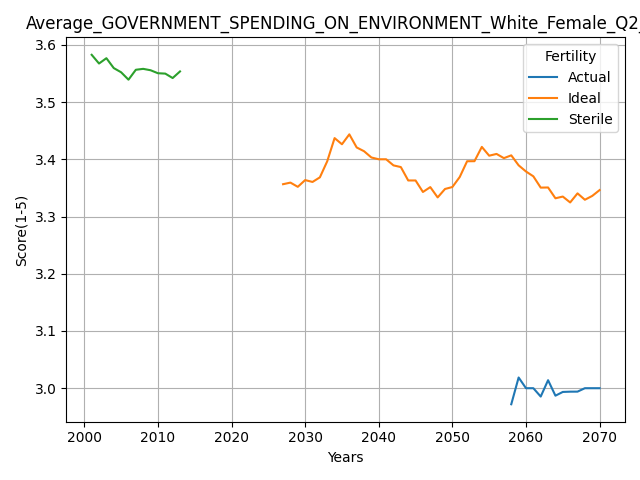 Average_GOVERNMENT_SPENDING_ON_ENVIRONMENT_White_Female_Q2_
Fertility
Actual
Ideal
Sterile
Score(1-5)
3.6
3.5
3.4
3.3
3.2
3.1
3.0
2000 2010 2020 2030 2040 2050 2060 2070
Years